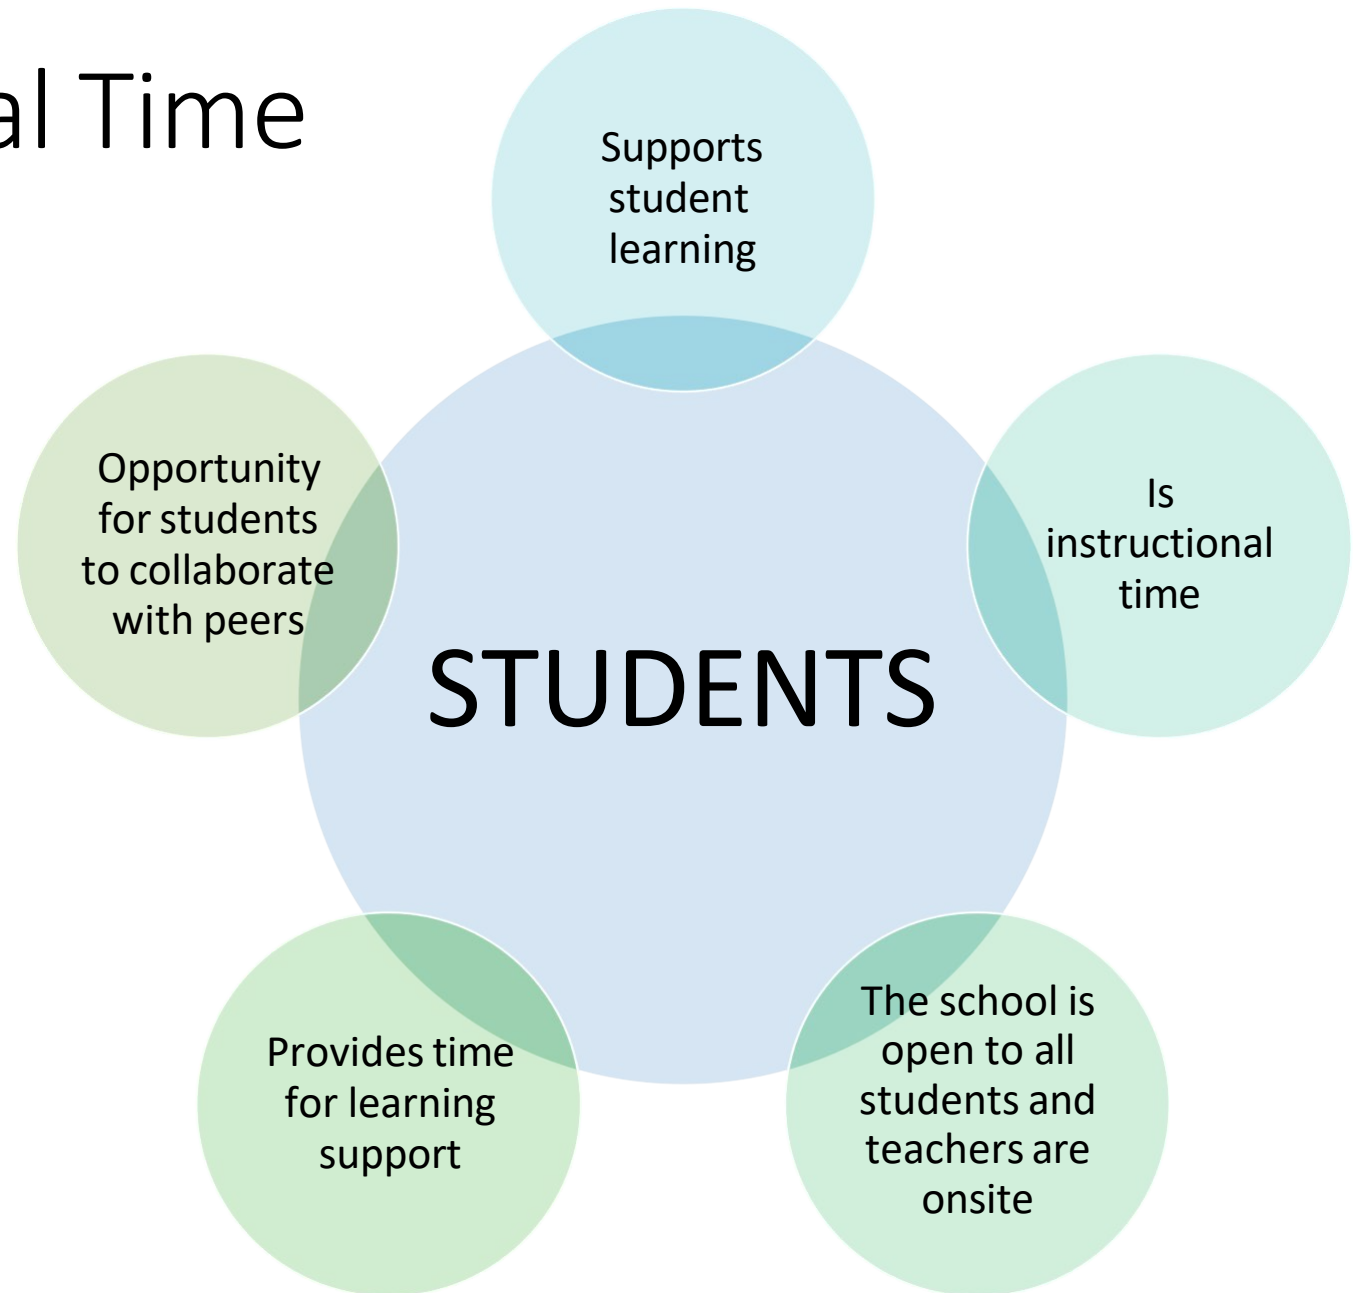 al Time
Supports
student
learning
Opportunity
for students
to collaborate
with peers
Is
instructional
time
STUDENTS
Provides time
for learning
support
The school is
open to all
students and
teachers are
onsite